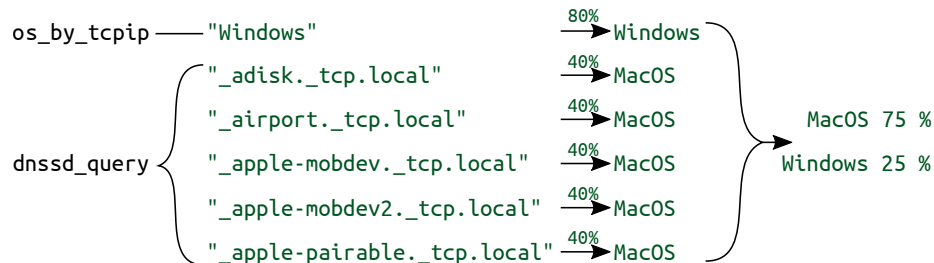 os_by_tcpip "Windows" 80% Windows
"_adisk._tcp.local" 40% MacOS
"_airport._tcp.local" 40% MacOS
MacOS 75 %
dnssd_query "_apple-mobdev._tcp.local" 40% MacOS
Windows 25 %
"_apple-mobdev2._tcp.local" 40% MacOS
"_apple-pairable._tcp.local" 40% MacOS